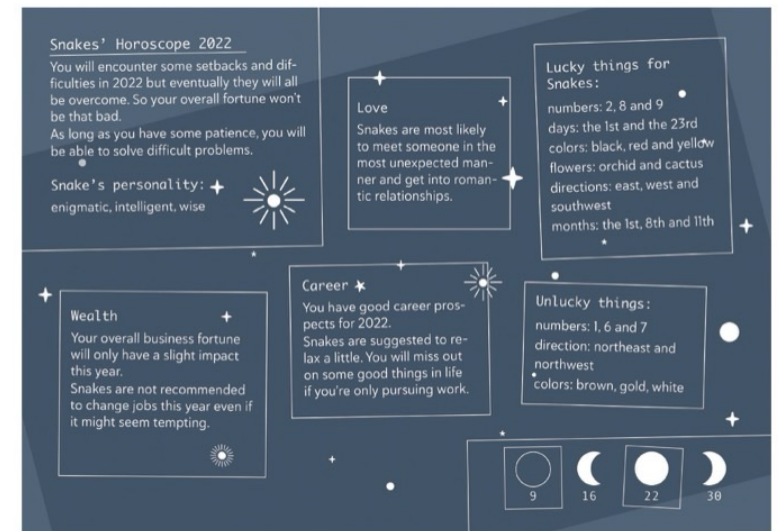 Snakes' Horoscope 2022
You will encounter some setbacks and dif-
ficulties in 2022 but eventually they will all
be overcome. So your overall fortune won't
be that bad.
As long as you have some patience, you will
be able to solve difficult problems.
Snake's personality:
enigmatic, intelligent, wise
Love
Snakes are most likely
to meet someone in the
most unexpected man-
ner and get into roman-
tic relationships.
Lucky things for
Snakes:
numbers: 2, 8 and 9
days: the 1st and the 23rd
colors: black, red and yellow
flowers: orchid and cactus
directions: east, west and
southwest
months: the 1st, 8th and 11th
Wealth
Your overall business fortune
will only have a slight impact
this year.
Snakes are not recommended
to change jobs this year even if
it might seem tempting.
Career
You have good career pros-
pects for 2022.
Snakes are suggested to re-
lax a little. You will miss out
on some good things in life
if you're only pursuing work.
Unlucky things:
numbers: 1, 6 and 7
direction: northeast and
northwest
colors: brown, gold, white
9 16 22 30